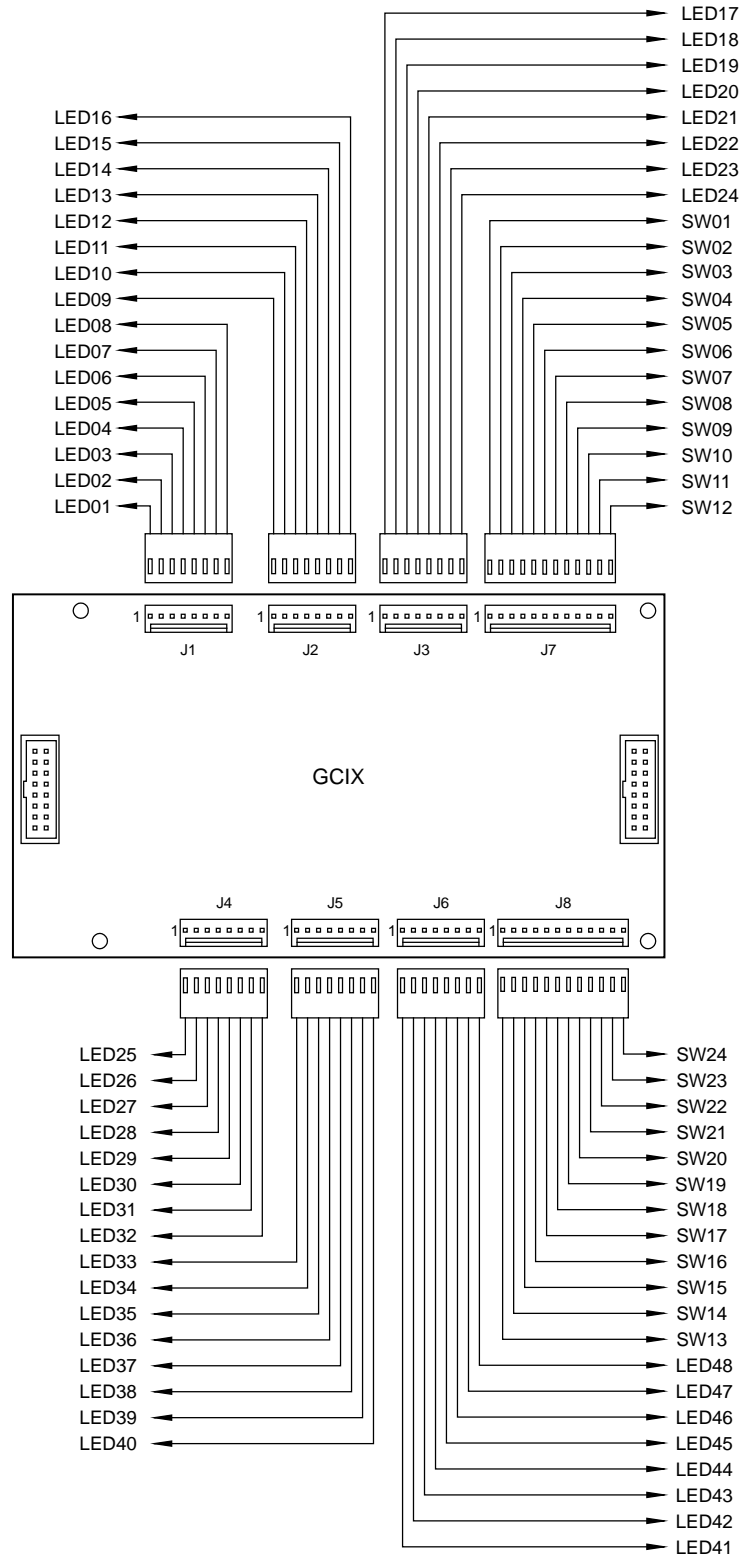 LED17
LED18
LED19
LED20
LED16 LED21
LED15 LED22
LED14 LED23
LED13 LED24
LED12 SW01
LED11 SW02
LED10 SW03
LED09 SW04
LED08 SW05
LED07 SW06
LED06 SW07
LED05 SW08
LED04 SW09
LED03 SW10
LED02 SW11
LED01 SW12
1 1 1 1
J1 J2 J3 J7
GCIX
J4 J5 J6 J8
1 1 1 1
LED25 SW24
LED26 SW23
LED27 SW22
LED28 SW21
LED29 SW20
LED30 SW19
LED31 SW18
LED32 SW17
LED33 SW16
LED34 SW15
LED35 SW14
LED36 SW13
LED37 LED48
LED38 LED47
LED39 LED46
LED40 LED45
LED44
LED43
LED42
LED41